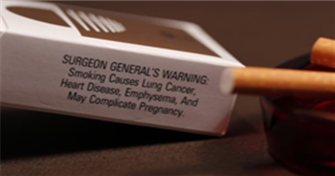 SURGEON GENERAL'S WARNING:
Smoking Causes Lung Cancer,
Heart Disease, Emphysema, And
May Complicate Pregnancy.